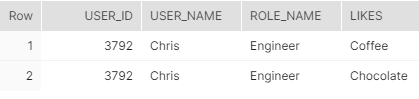 Row USER_ID USER_NAME ROLE_NAME LIKES
1 3792 Chris Engineer Coffee
2 3792 Chris Engineer Chocolate